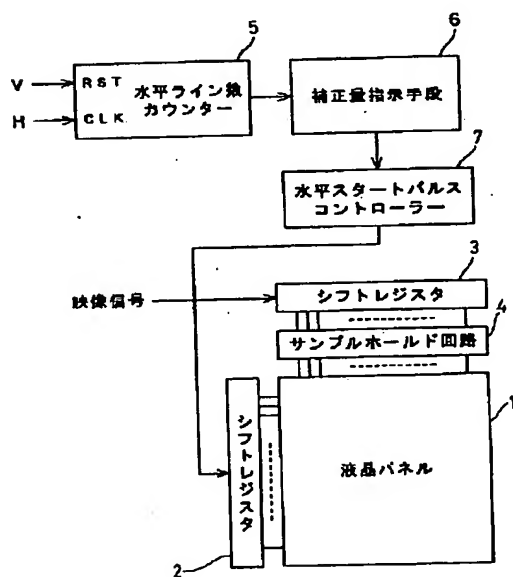 5
V
RST
水平ライン数
カウンター
H
CLK
6
補正量指示手段
7
水平スタートパルス
コントローラー
3
映像信号
シフトレジスタ
4
サンプルホールド回路
1
シフトレジスタ
液晶パネル
2